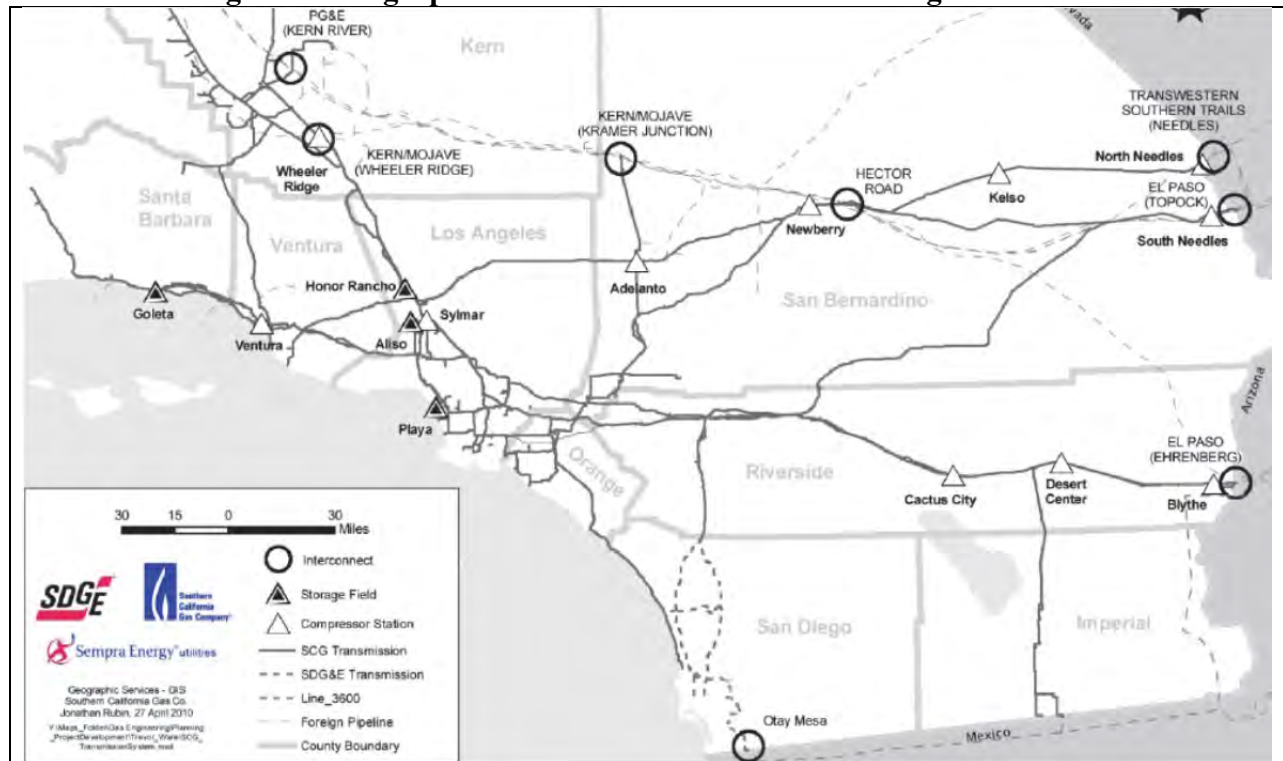 PG&E
(KERN RIVER)
Kern
vada
TRANSWESTERN
SOUTHERN TRAILS
(NEEDLES)
KERN/MOJAVE
(KRAMER JUNCTION)
North Needles
KERN/MOJAVE
(WHEELER RIDGE)
Wheeler
Ridge
HECTOR
ROAD
Kelso
EL PASO
(TOPOCK)
Santa
Barbara
Ventura
Los Angeles
Newberry
South Needles
Honor Rancho
Adelanto
San Bernardino
Goleta
Ventura
Aliso
Sylmar
Arizona
Playa
Orange
Riverside
EL PASO
(EHRENBERG)
Cactus City
Desert
Center
Blythe
30 15 0 30
Miles
Interconnect
SDGE
Southern
California
Gas Company
Storage Field
San Diego
Imperial
Compressor Station
Sempra Energy utilities
SCG Transmission
SDG&E Transmission
Geographic Services - GIS
Southern California Gas Co.
Jonathan Rubin, 27 April 2010
Line_3600
Foreign Pipeline
County Boundary
Otay Mesa
Mexico